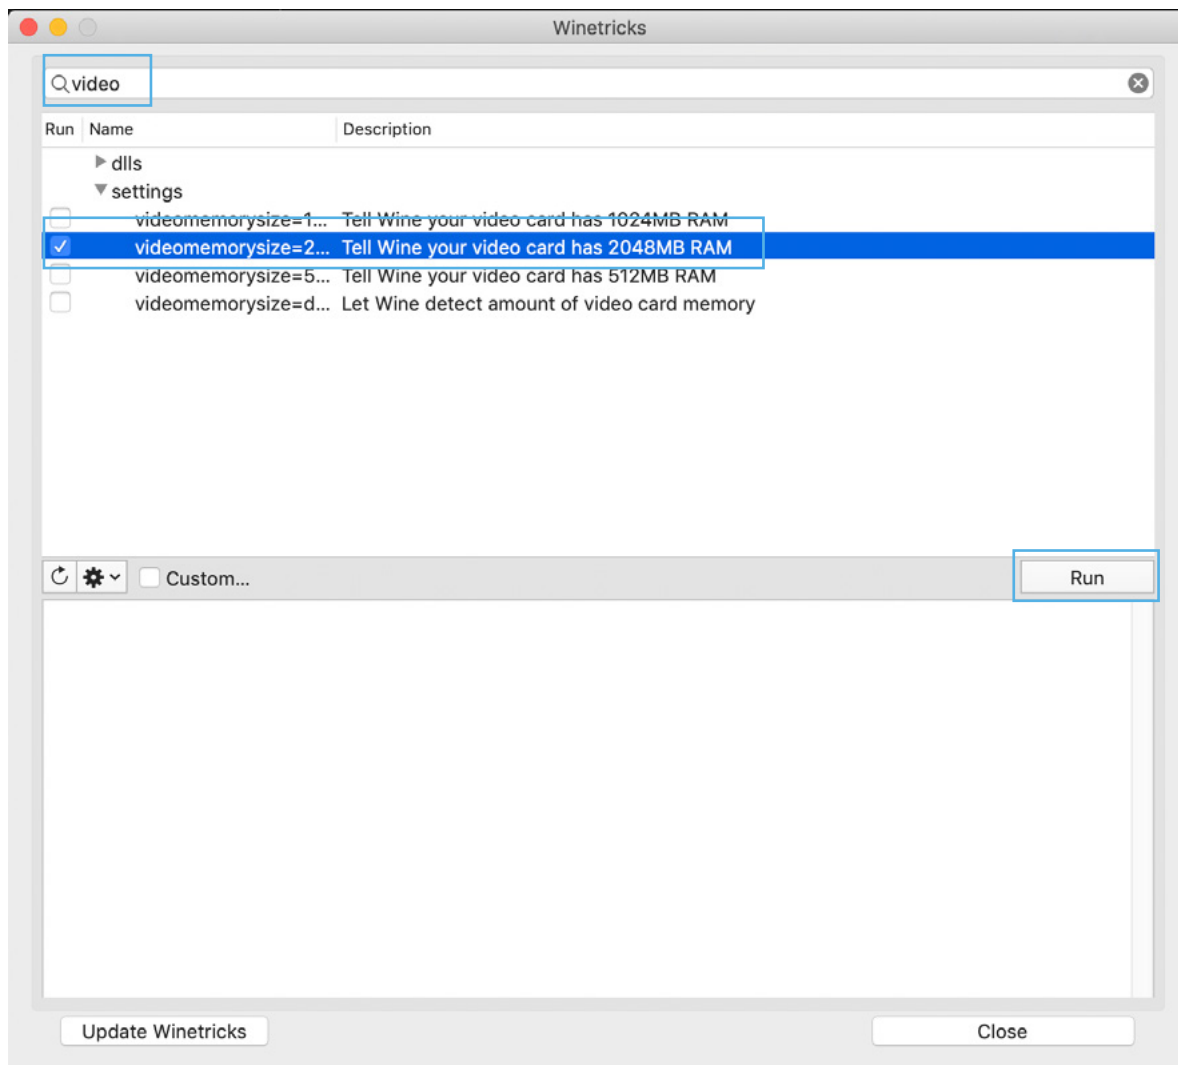 Winetricks
video
Run Name Description
dlls
settings
videomemorysize=1... Tell Wine your video card has 1024MB RAM
videomemorysize=2... Tell Wine your video card has 2048MB RAM
videomemorysize=5... Tell Wine your video card has 512MB RAM
videomemorysize=d... Let Wine detect amount of video card memory
Custom... Run
Update Winetricks Close